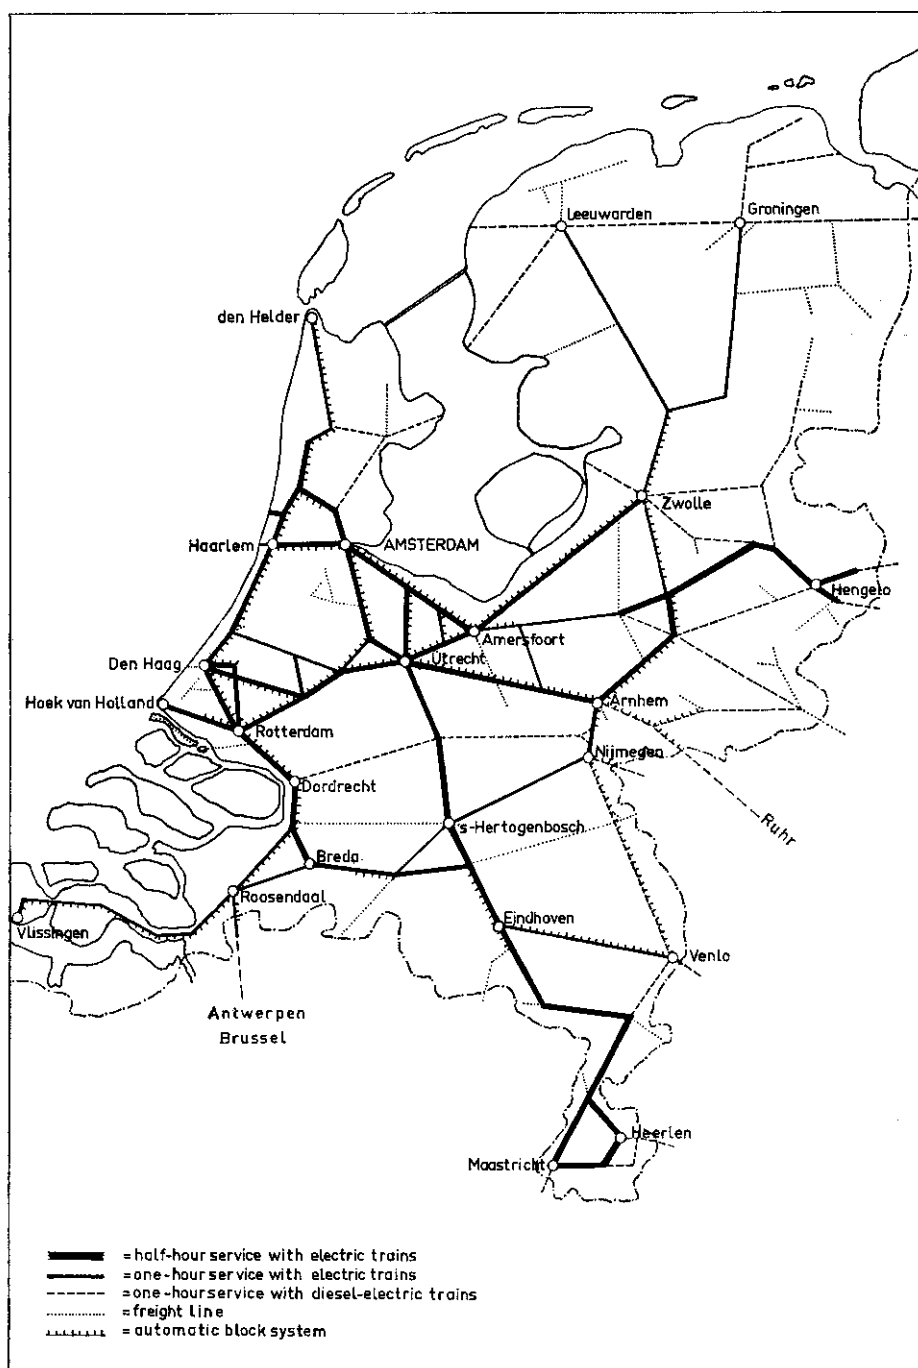 Leeuwarden
Groningen
den Helder
Zwolle
Haarlem
AMSTERDAM
Hengelo
Amersfoort
Den Haag
Utrecht
Hoek van Holland
Arnhem
Rotterdam
Nijmegen
Dordrecht
Ruhr
's-Hertogenbosch
Breda
Roosendaal
Eindhoven
Vlissingen
Venlo
Antwerpen
Brussel
Heerlen
Maastricht
= half-hour service with electric trains
= one-hour service with electric trains
= one-hour service with diesel-electric trains
= freight line
= automatic block system